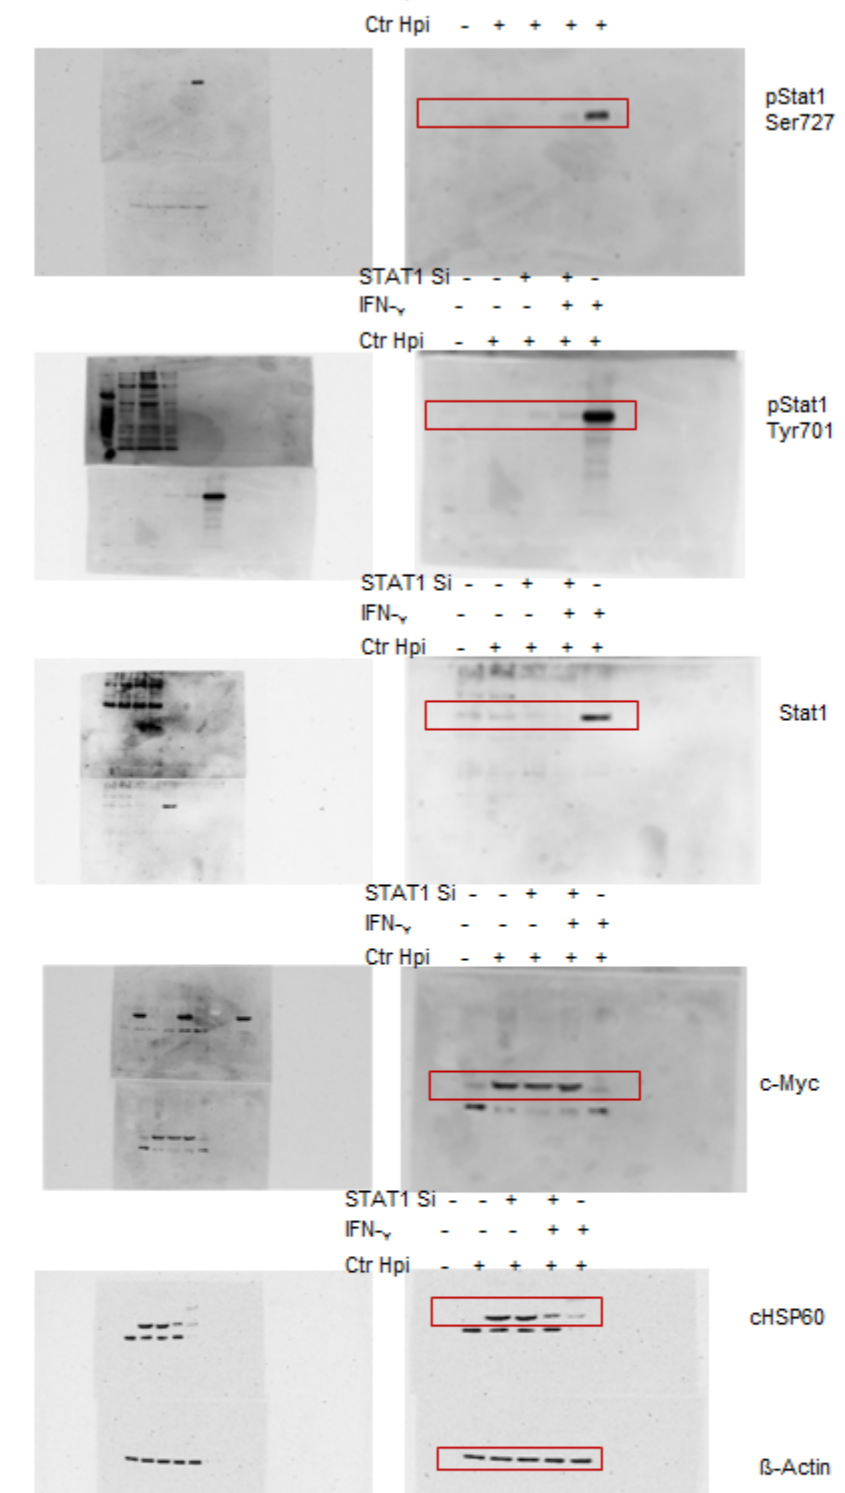 Ctr Hpi - + + + +
pStat1
Ser727
STAT1 Si - - + + -
IFN-γ - - - + +
Ctr Hpi - + + + +
pStat1
Tyr701
STAT1 Si - - + + -
IFN-γ - - - + +
Ctr Hpi - + + + +
Stat1
STAT1 Si - - + + -
IFN-γ - - - + +
Ctr Hpi - + + + +
c-Myc
STAT1 Si - - + + -
IFN-γ - - - + +
Ctr Hpi - + + + +
cHSP60
ß-Actin